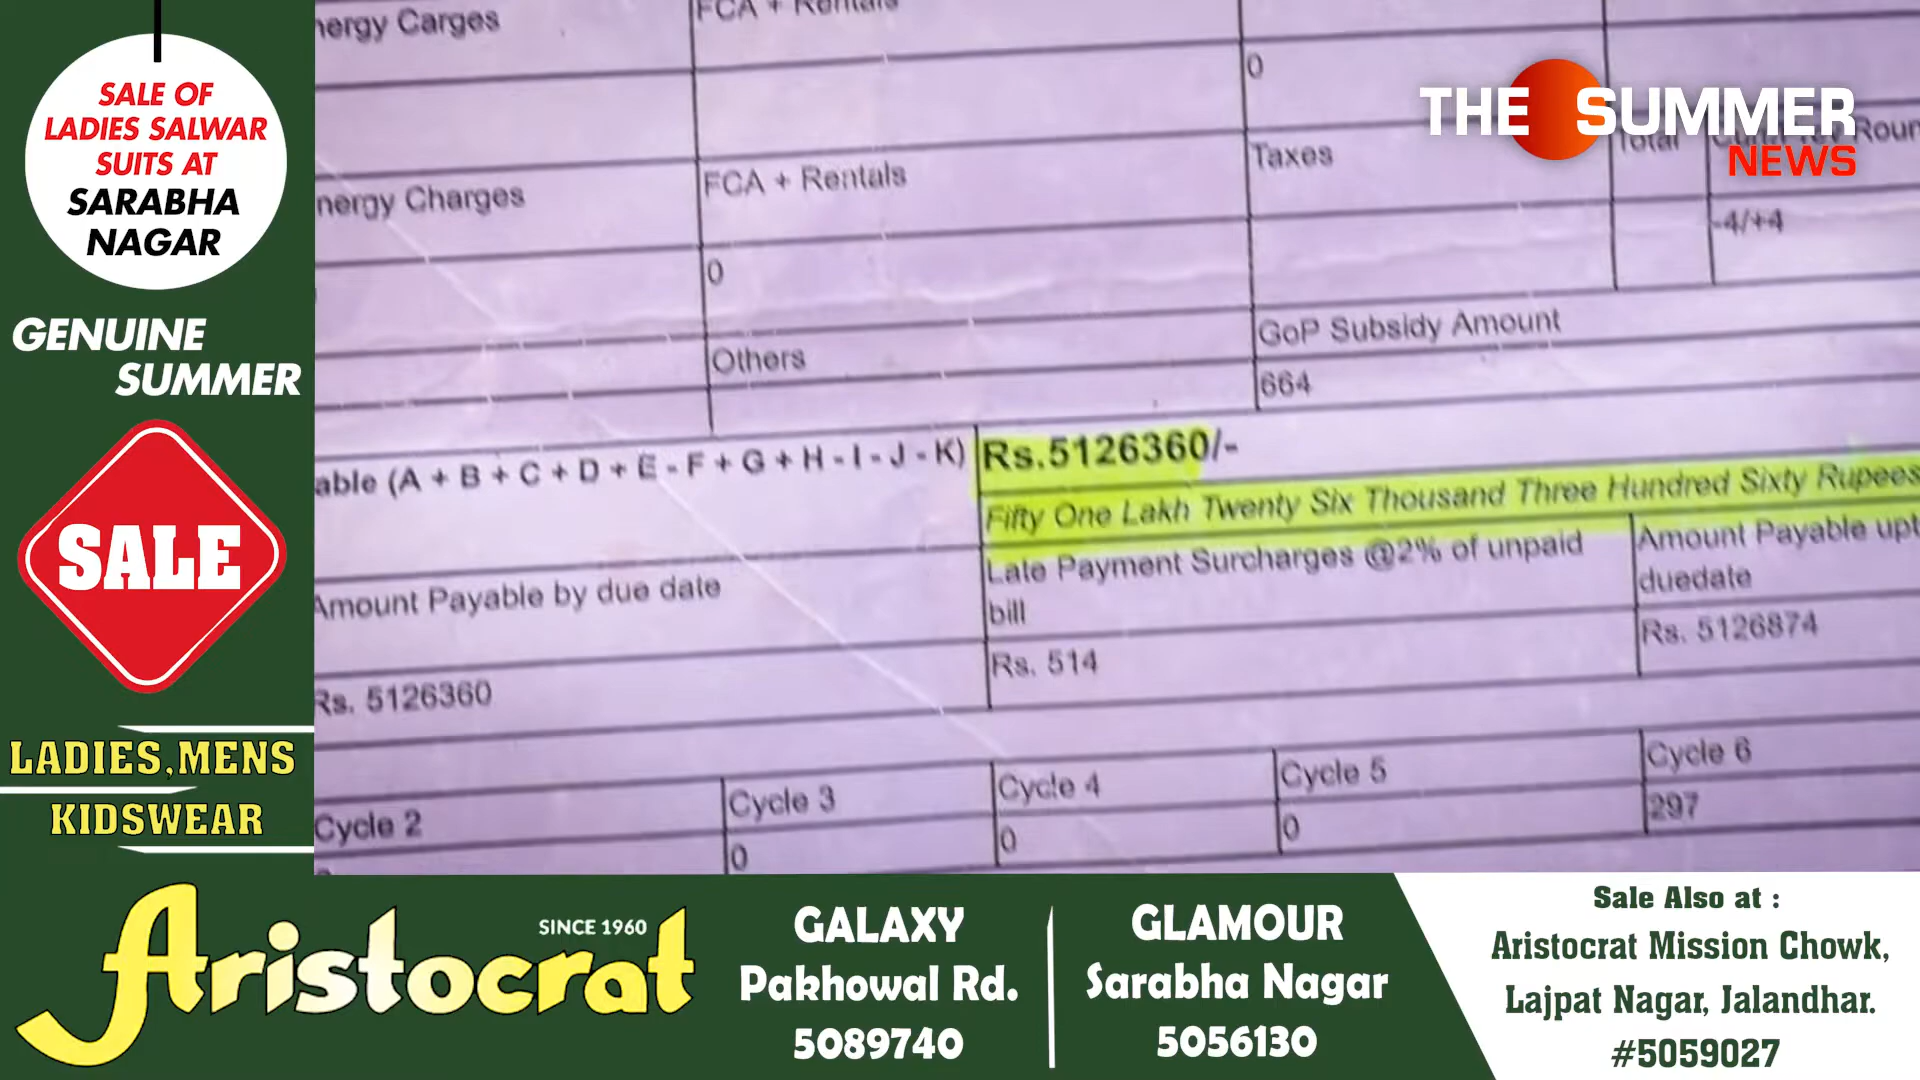 SALE OF
LADIES SALWAR
SUITS AT
SARABHA
NAGAR
GENUINE
SUMMER
SALE
LADIES,MENS
KIDSWEAR
THE SUMMER
NEWS
nergy Carges
FCA + Rentals
0
nergy Charges
FCA + Rentals
Taxes
Total
Roun
0
-4/+4
Others
GoP Subsidy Amount
664
able (A + B + C + D + E - F + G + H - I - J - K)
Rs.5126360/-
Fifty One Lakh Twenty Six Thousand Three Hundred Sixty Rupees
Amount Payable by due date
Late Payment Surcharges @2% of unpaid
bill
Amount Payable upt
duedate
Rs. 5126360
Rs. 514
Rs. 5126874
Cycle 2
Cycle 3
Cycle 4
Cycle 5
Cycle 6
0
0
0
297
Aristocrat
SINCE 1960
GALAXY
Pakhowal Rd.
5089740
GLAMOUR
Sarabha Nagar
5056130
Sale Also at :
Aristocrat Mission Chowk,
Lajpat Nagar, Jalandhar.
#5059027